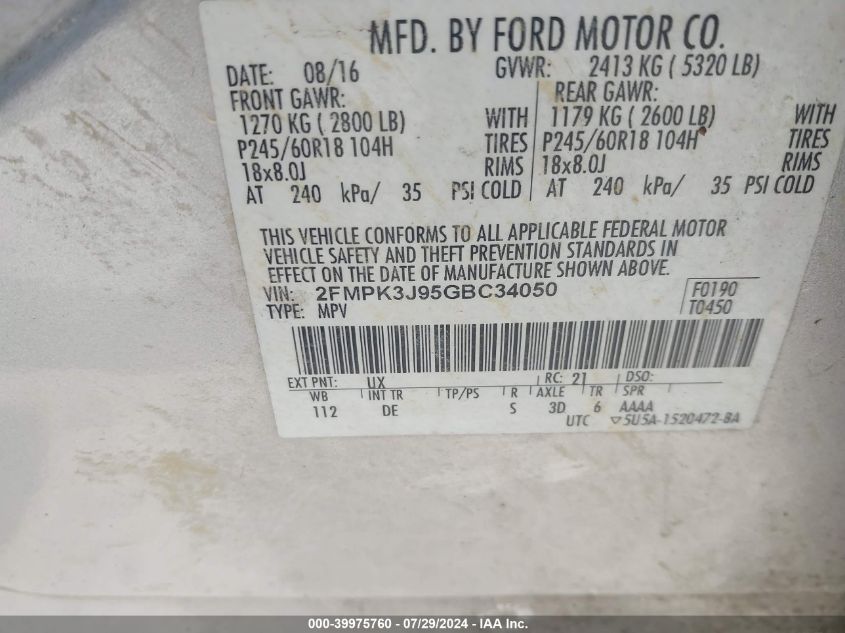 MFD. BY FORD MOTOR CO.
DATE: 08/16 GVWR: 2413 KG ( 5320 LB)
FRONT GAWR: REAR GAWR:
1270 KG ( 2800 LB) WITH 1179 KG ( 2600 LB) WITH
P245/60R18 104H TIRES P245/60R18 104H TIRES
18x8.0J RIMS 18x8.0J RIMS
AT 240 kPa/ 35 PSI COLD AT 240 kPa/ 35 PSI COLD
THIS VEHICLE CONFORMS TO ALL APPLICABLE FEDERAL MOTOR
VEHICLE SAFETY AND THEFT PREVENTION STANDARDS IN
EFFECT ON THE DATE OF MANUFACTURE SHOWN ABOVE.
VIN: 2FMPK3J95GBC34050 F0190
TYPE: MPV T0450
EXT PNT: UX RC: 21 DSO:
WB INT TR TP/PS R AXLE TR SPR
112 DE S 3D 6 AAAA
UTC ▽5U5A-1520472-BA
000-39975760 / 07/29/2024 - © IAA, Inc.